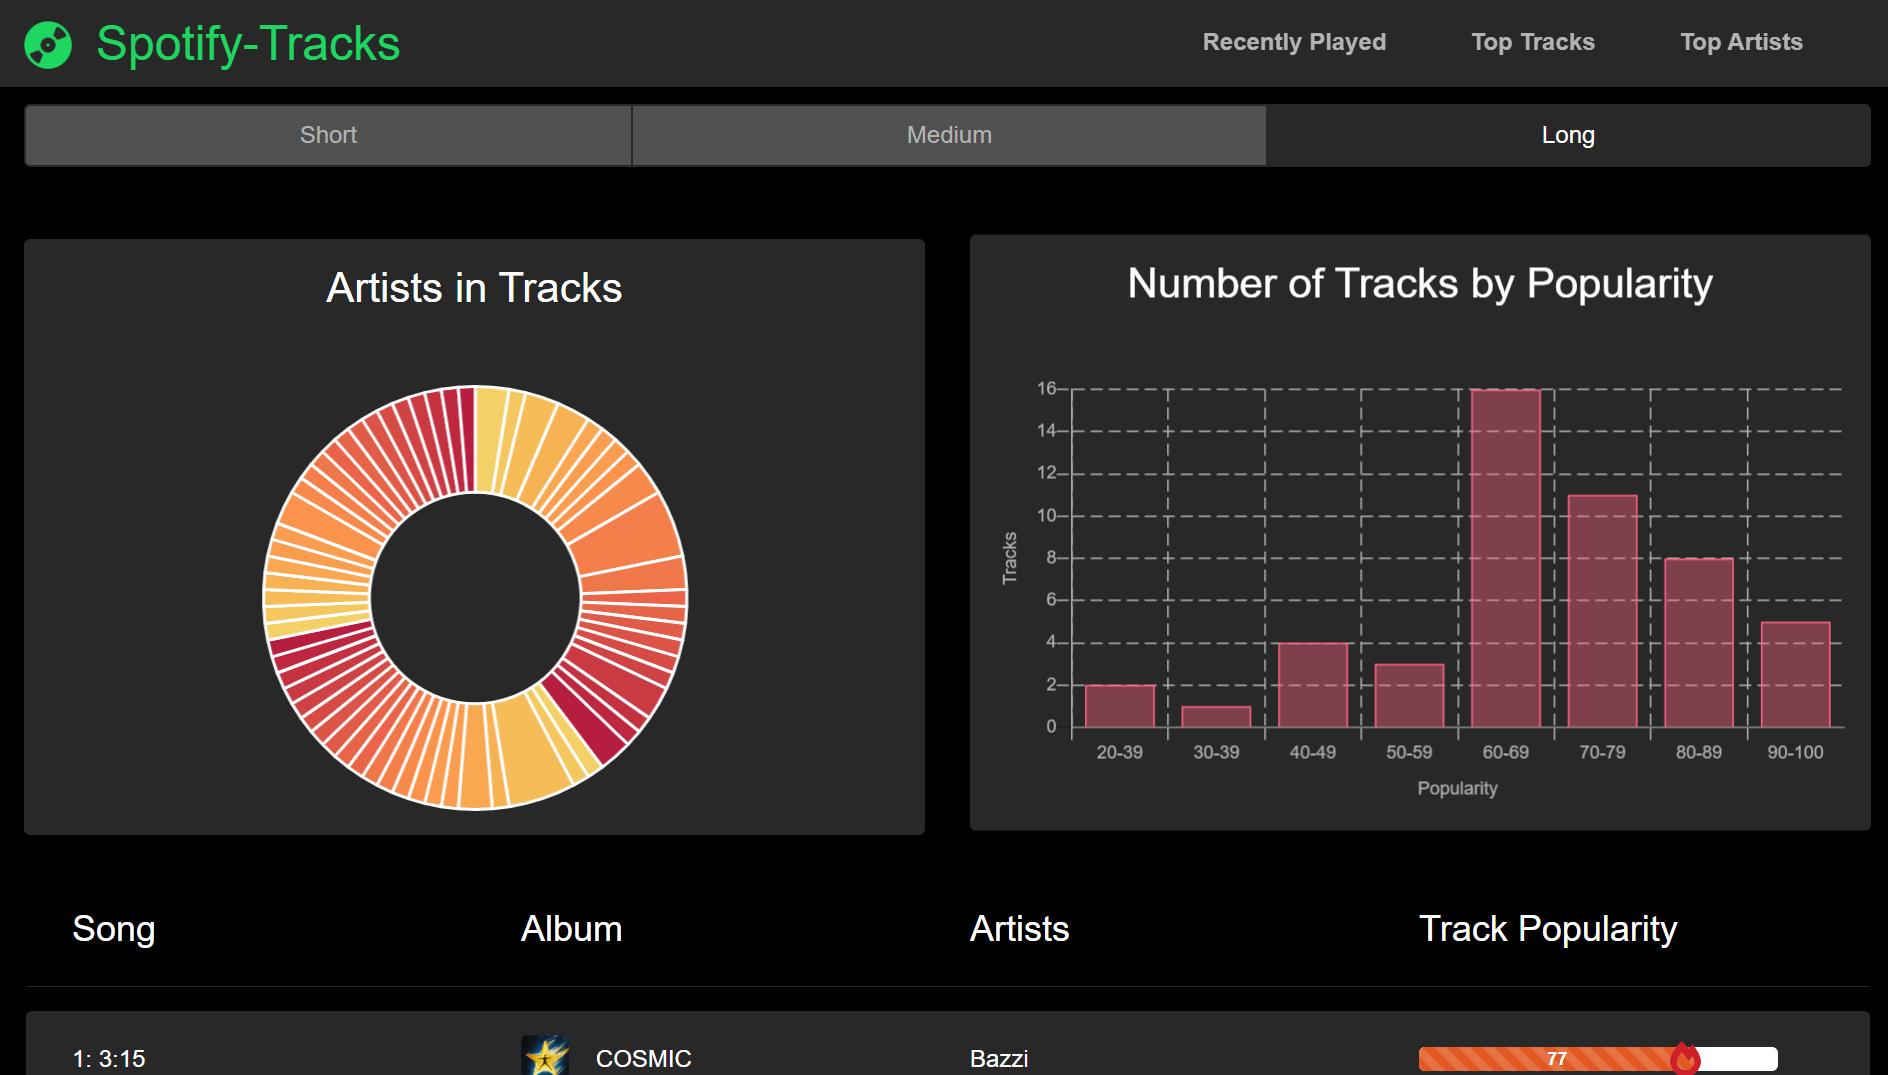 Spotify-Tracks
Recently Played
Top Tracks
Top Artists
Short
Medium
Long
Artists in Tracks
Number of Tracks by Popularity
16
14
12
10
8
6
4
2
0
Tracks
20-39
30-39
40-49
50-59
60-69
70-79
80-89
90-100
Popularity
Song
Album
Artists
Track Popularity
1: 3:15
COSMIC
Bazzi
77